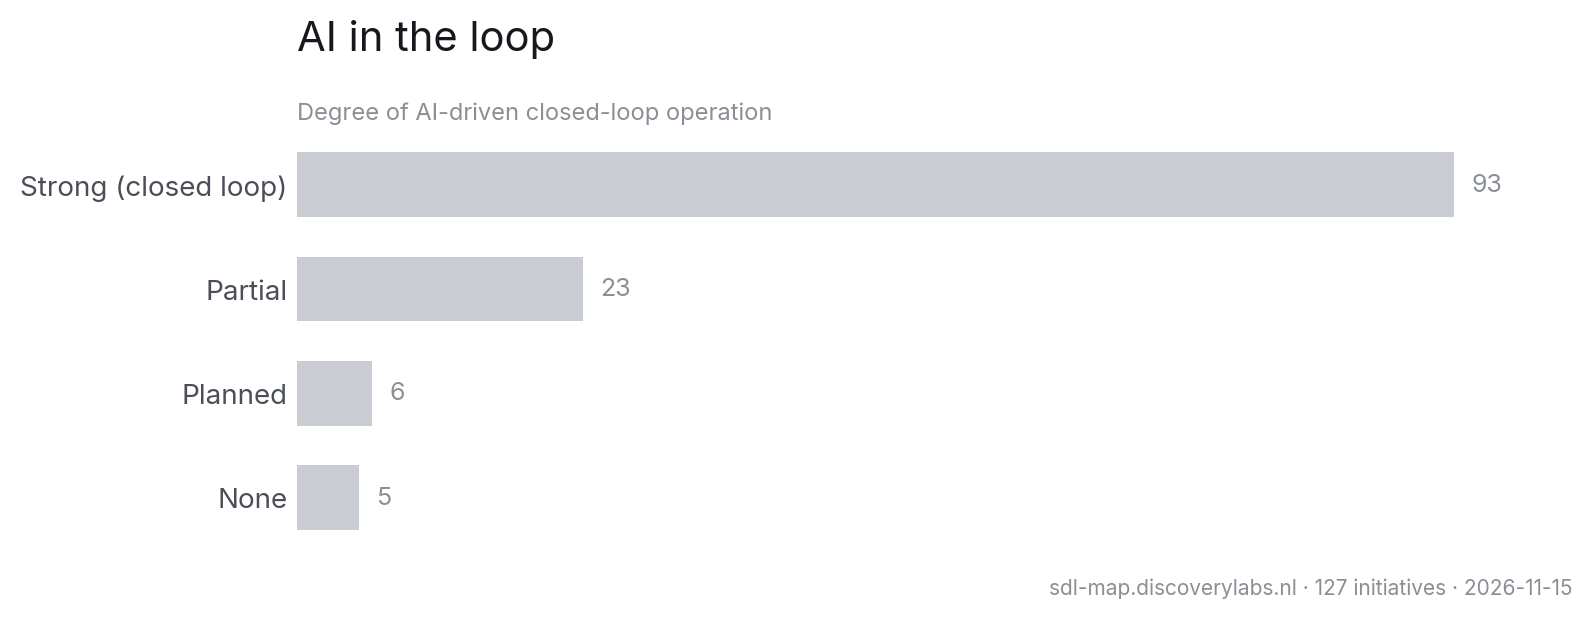 AI in the loop
Degree of AI-driven closed-loop operation
Strong (closed loop) 93
Partial 23
Planned 6
None 5
sdl-map.discoverylabs.nl · 127 initiatives · 2026-11-15